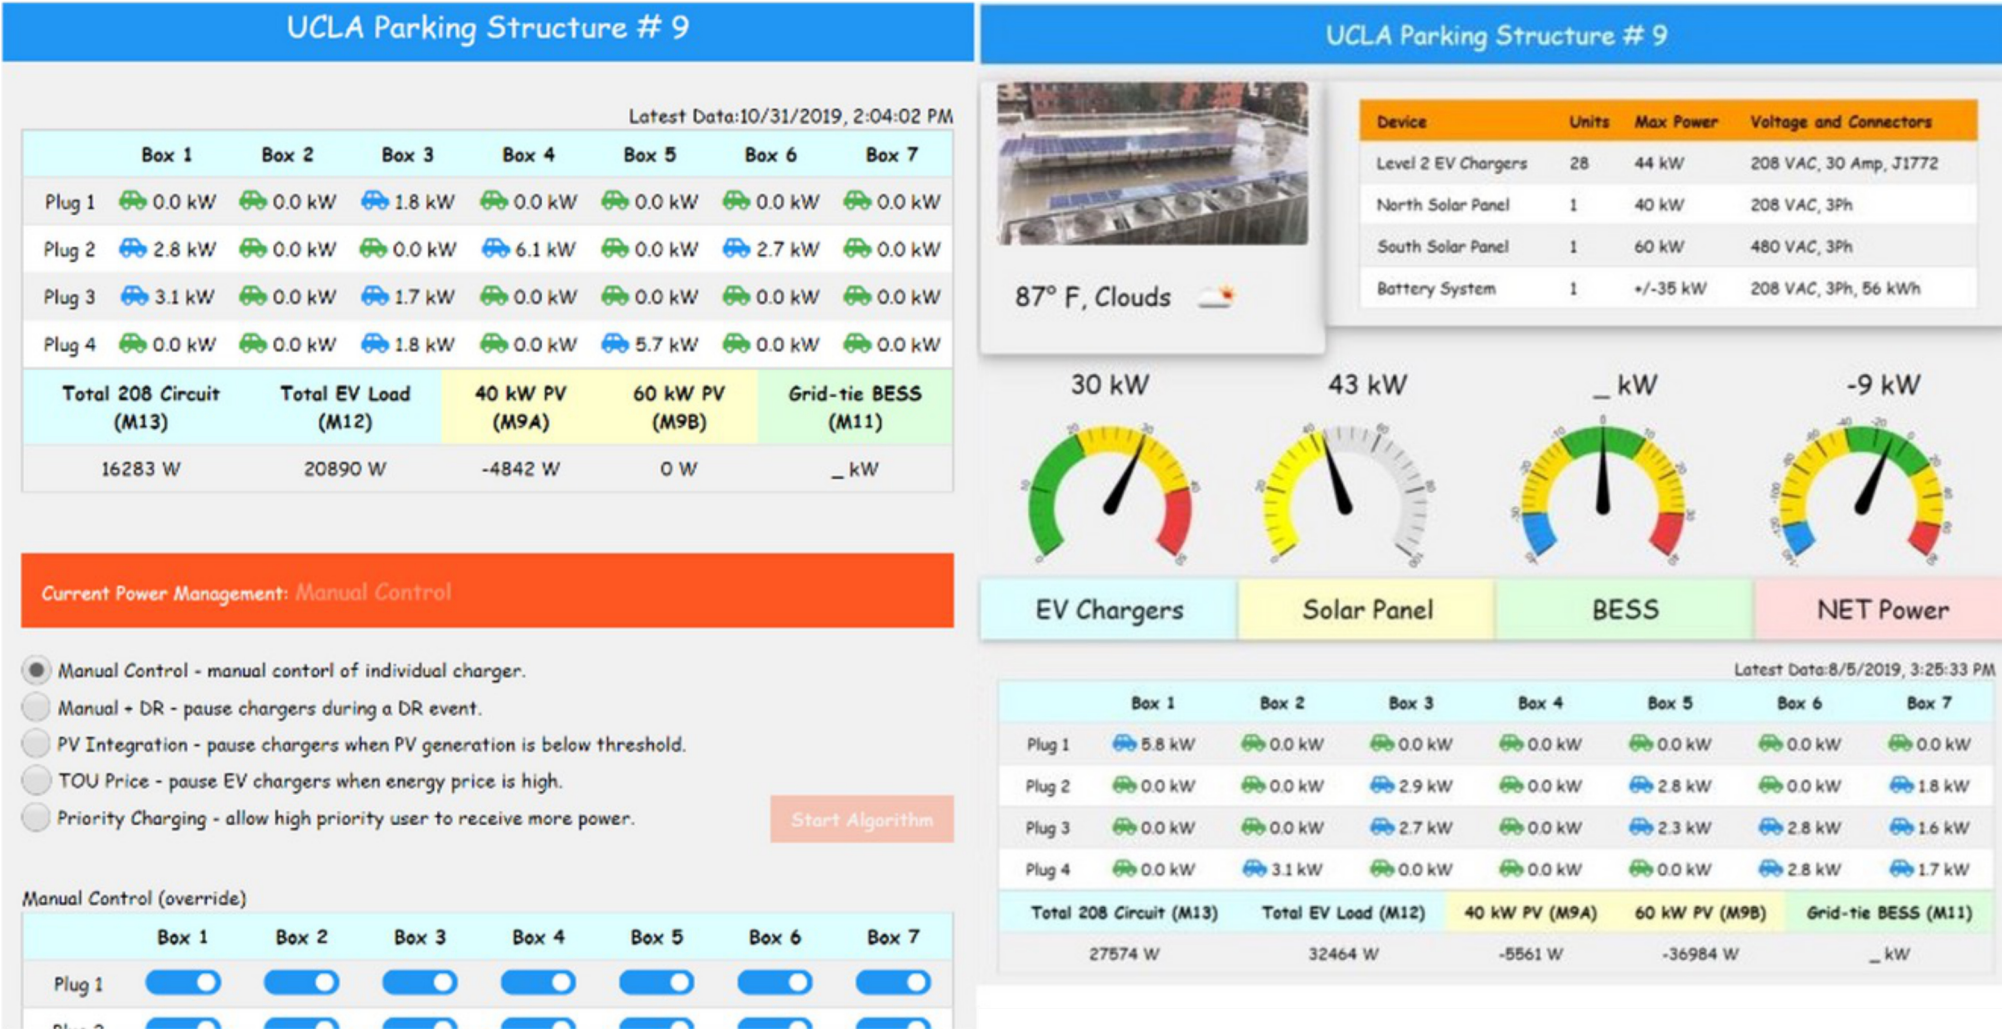 UCLA Parking Structure # 9
Latest Data:10/31/2019, 2:04:02 PM
Box 1 Box 2 Box 3 Box 4 Box 5 Box 6 Box 7
Plug 1 0.0 kW 0.0 kW 1.8 kW 0.0 kW 0.0 kW 0.0 kW 0.0 kW
Plug 2 2.8 kW 0.0 kW 0.0 kW 6.1 kW 0.0 kW 2.7 kW 0.0 kW
Plug 3 3.1 kW 0.0 kW 1.7 kW 0.0 kW 0.0 kW 0.0 kW 0.0 kW
Plug 4 0.0 kW 0.0 kW 1.8 kW 0.0 kW 5.7 kW 0.0 kW 0.0 kW
Total 208 Circuit Total EV Load 40 kW PV 60 kW PV Grid-tie BESS
(M13) (M12) (M9A) (M9B) (M11)
16283 W 20890 W -4842 W 0 W _ kW
Current Power Management: Manual Control
Manual Control - manual contorl of individual charger.
Manual + DR - pause chargers during a DR event.
PV Integration - pause chargers when PV generation is below threshold.
TOU Price - pause EV chargers when energy price is high.
Priority Charging - allow high priority user to receive more power.
Start Algorithm
Manual Control (override)
Box 1 Box 2 Box 3 Box 4 Box 5 Box 6 Box 7
Plug 1
UCLA Parking Structure # 9
87° F, Clouds
Device Units Max Power Voltage and Connectors
Level 2 EV Chargers 28 44 kW 208 VAC, 30 Amp, J1772
North Solar Panel 1 40 kW 208 VAC, 3Ph
South Solar Panel 1 60 kW 480 VAC, 3Ph
Battery System 1 +/-35 kW 208 VAC, 3Ph, 56 kWh
30 kW 43 kW _ kW -9 kW
EV Chargers Solar Panel BESS NET Power
Latest Data:8/5/2019, 3:25:33 PM
Box 1 Box 2 Box 3 Box 4 Box 5 Box 6 Box 7
Plug 1 5.8 kW 0.0 kW 0.0 kW 0.0 kW 0.0 kW 0.0 kW 0.0 kW
Plug 2 0.0 kW 0.0 kW 2.9 kW 0.0 kW 2.8 kW 0.0 kW 1.8 kW
Plug 3 0.0 kW 0.0 kW 2.7 kW 0.0 kW 2.3 kW 2.8 kW 1.6 kW
Plug 4 0.0 kW 3.1 kW 0.0 kW 0.0 kW 0.0 kW 2.8 kW 1.7 kW
Total 208 Circuit (M13) Total EV Load (M12) 40 kW PV (M9A) 60 kW PV (M9B) Grid-tie BESS (M11)
27574 W 32464 W -5561 W -36984 W _ kW